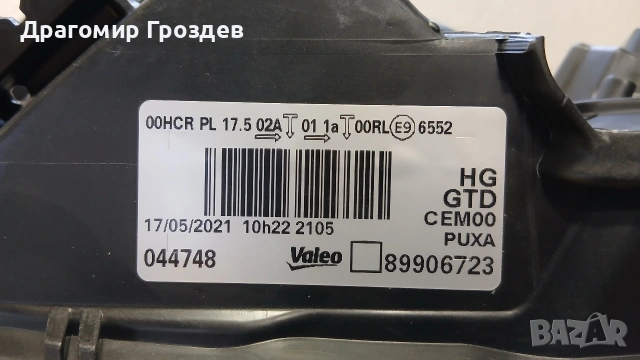 Драгомир Гроздев
00HCR PL 17.5 02A 01 1a 00RL E9 6552
HG
GTD
CEM00
PUXA
17/05/2021 10h22 2105
044748 Valeo 89906723
BAZAR